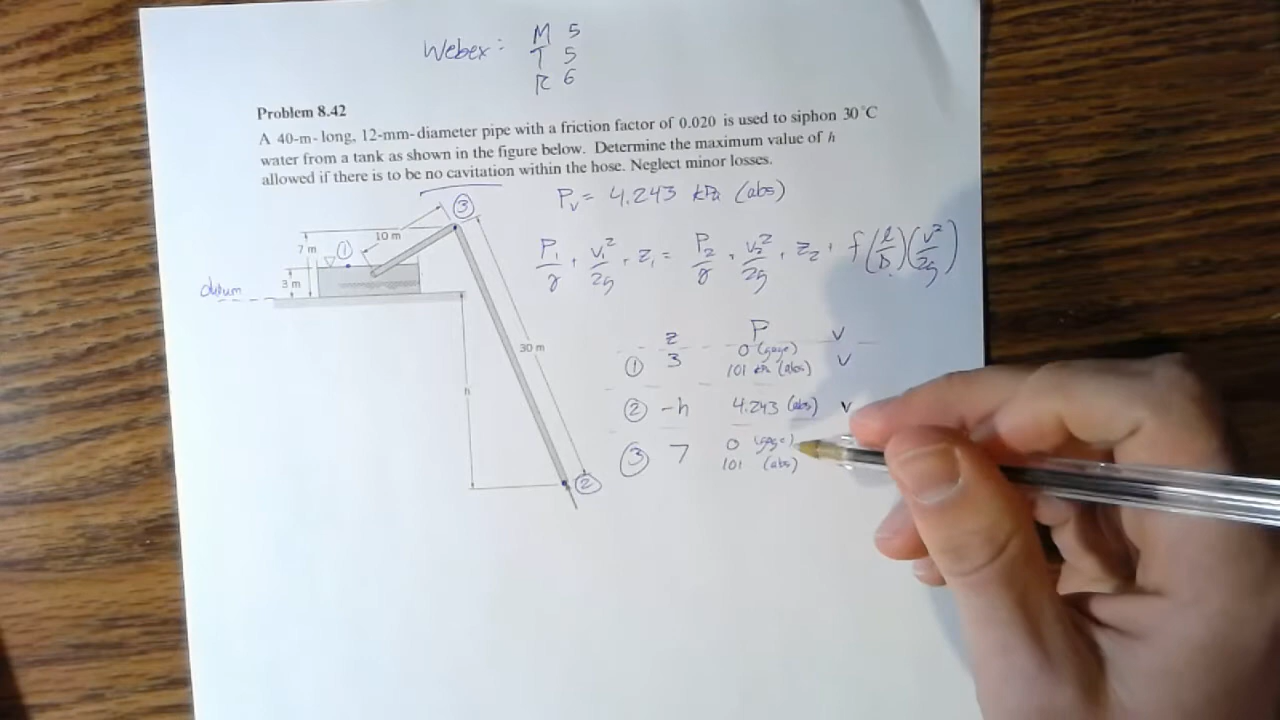 Webex: M 5
T 5
R 6
Problem 8.42
A 40-m-long, 12-mm-diameter pipe with a friction factor of 0.020 is used to siphon 30 °C
water from a tank as shown in the figure below. Determine the maximum value of h
allowed if there is to be no cavitation within the hose. Neglect minor losses.
Pv = 4.243 kPa (abs)
P₁/γ + V₁²/2g + z₁ = P₂/γ + V₂²/2g + z₂ + f(l/D)(V²/2g)
③
10 m
7 m
①
3 m
datum
30 m
h
②
z P V
① 3 0 (gage) V
101 kPa (abs)
② -h 4.243 (abs) V
③ 7 0 (gage)
101 (abs)